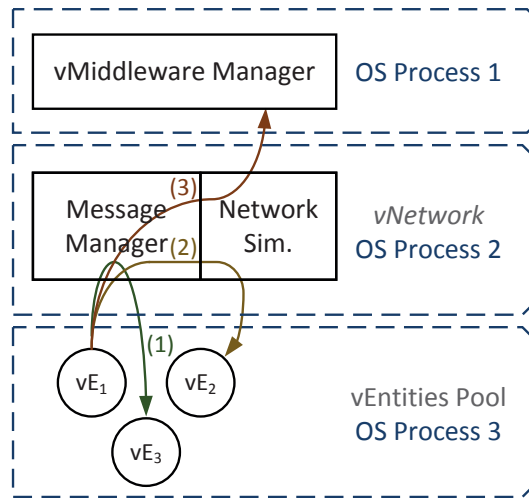 vMiddleware Manager
OS Process 1
Message
Manager
(3)
(2)
Network
Sim.
vNetwork
OS Process 2
(1)
vE1
vE2
vE3
vEntities Pool
OS Process 3